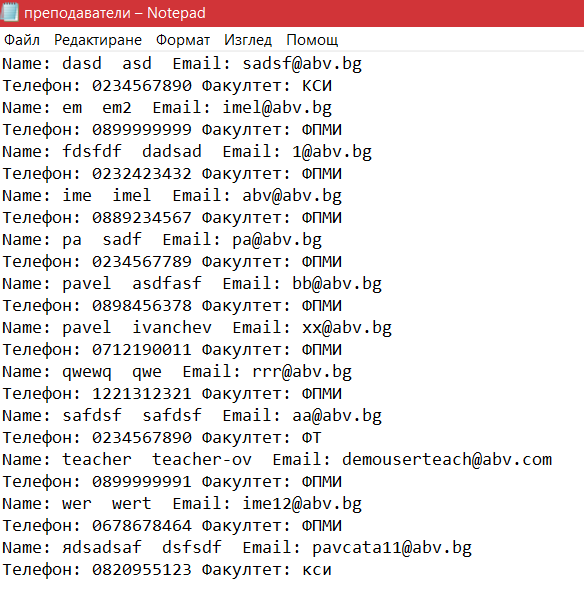 преподаватели – Notepad
Файл Редактиране Формат Изглед Помощ
Name: dasd  asd  Email: sadsf@abv.bg
Телефон: 0234567890 Факултет: КСИ
Name: em  em2  Email: imel@abv.bg
Телефон: 0899999999 Факултет: ФПМИ
Name: fdsfdf  dadsad  Email: 1@abv.bg
Телефон: 0232423432 Факултет: ФПМИ
Name: ime  imel  Email: abv@abv.bg
Телефон: 0889234567 Факултет: ФПМИ
Name: pa  sadf  Email: pa@abv.bg
Телефон: 0234567789 Факултет: ФПМИ
Name: pavel  asdfasf  Email: bb@abv.bg
Телефон: 0898456378 Факултет: ФПМИ
Name: pavel  ivanchev  Email: xx@abv.bg
Телефон: 0712190011 Факултет: ФПМИ
Name: qwewq  qwe  Email: rrr@abv.bg
Телефон: 1221312321 Факултет: ФПМИ
Name: safdsf  safdsf  Email: aa@abv.bg
Телефон: 0234567890 Факултет: ФТ
Name: teacher  teacher-ov  Email: demouserteach@abv.com
Телефон: 0899999991 Факултет: ФПМИ
Name: wer  wert  Email: ime12@abv.bg
Телефон: 0678678464 Факултет: ФПМИ
Name: яdsadsaf  dsfsdf  Email: pavcata11@abv.bg
Телефон: 0820955123 Факултет: кси